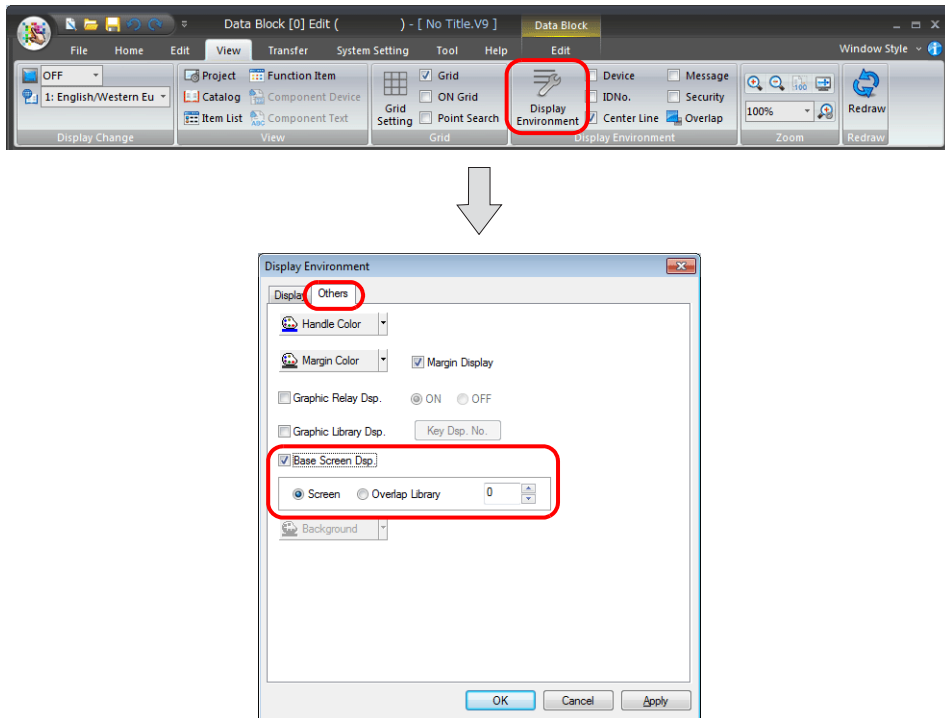 Data Block [0] Edit ( ) - [ No Title.V9 ] Data Block
File Home Edit View Transfer System Setting Tool Help Edit Window Style
OFF Project Function Item Grid Device Message
1: English/Western Eu Catalog Component Device ON Grid IDNo. Security 100%
Item List Component Text Grid Setting Point Search Display Environment Center Line Overlap Redraw
Display Change View Grid Display Environment Zoom Redraw
Display Environment
Display Others
Handle Color
Margin Color Margin Display
Graphic Relay Dsp. ON OFF
Graphic Library Dsp. Key Dsp. No.
Base Screen Dsp.
Screen Overlap Library 0
Background
OK Cancel Apply